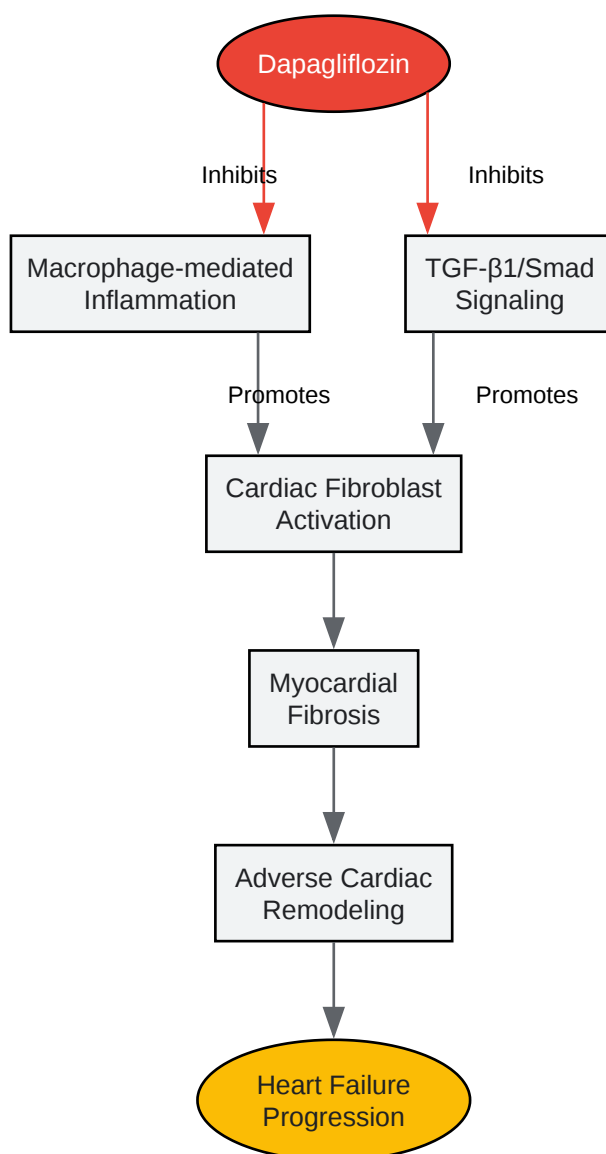 Dapagliflozin
Inhibits
Inhibits
Macrophage-mediated
Inflammation
TGF-β1/Smad
Signaling
Promotes
Promotes
Cardiac Fibroblast
Activation
Myocardial
Fibrosis
Adverse Cardiac
Remodeling
Heart Failure
Progression